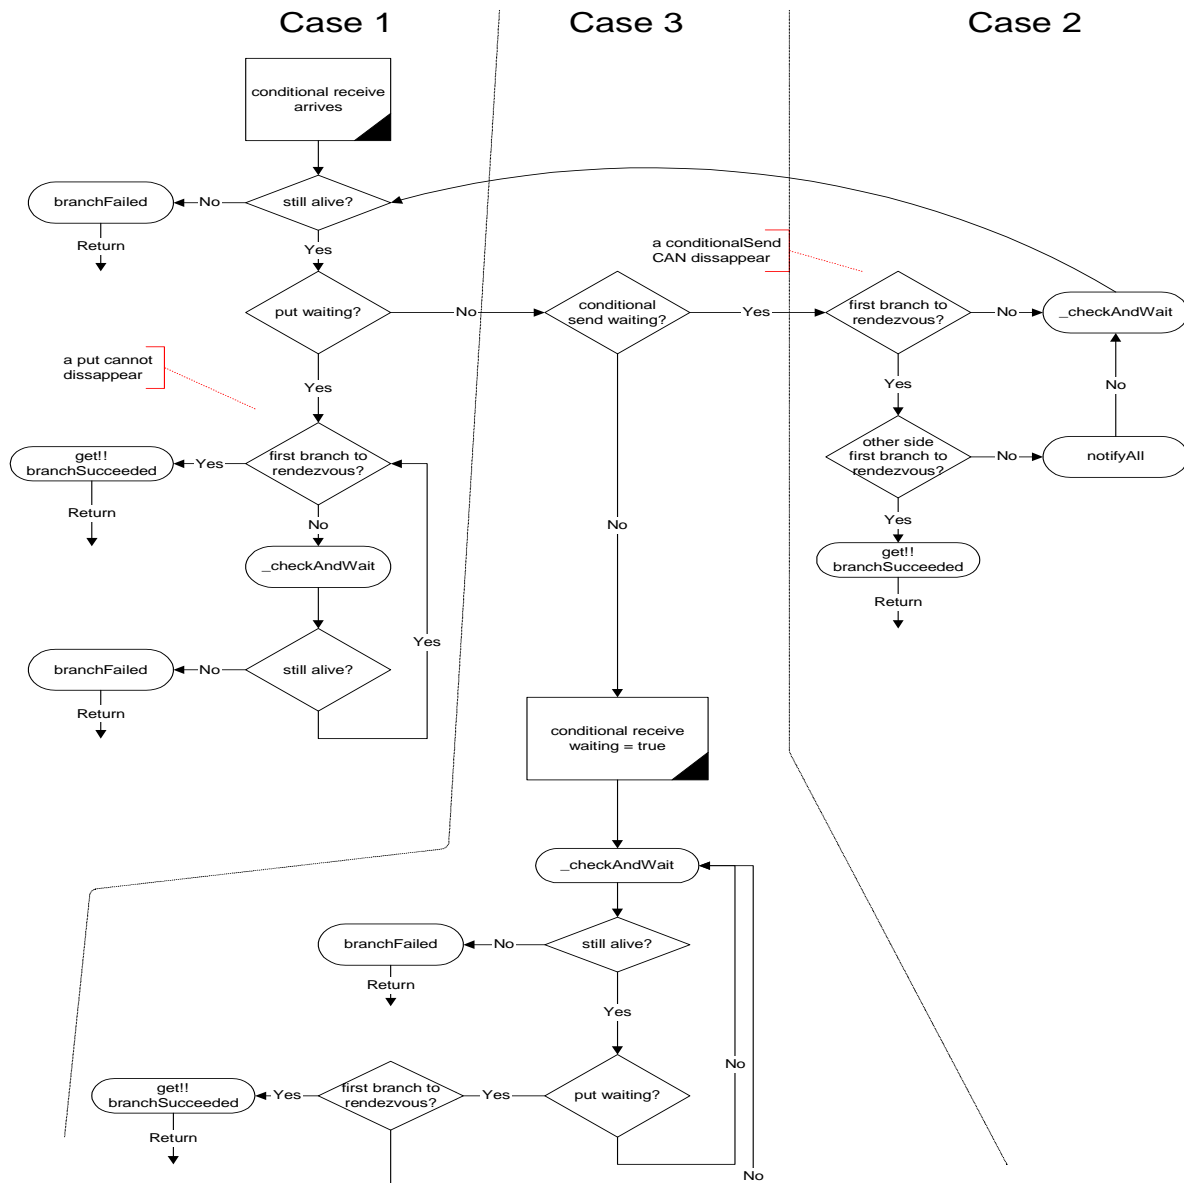 Case 1
Case 3
Case 2
conditional receive
arrives
still alive?
No
branchFailed
Return
Yes
put waiting?
No
conditional
send waiting?
Yes
a conditionalSend
CAN dissappear
first branch to
rendezvous?
No
_checkAndWait
Yes
No
other side
first branch to
rendezvous?
No
notifyAll
Yes
get!!
branchSucceeded
Return
a put cannot
dissappear
Yes
first branch to
rendezvous?
Yes
get!!
branchSucceeded
Return
No
_checkAndWait
Yes
still alive?
No
branchFailed
Return
No
conditional receive
waiting = true
_checkAndWait
still alive?
No
branchFailed
Return
Yes
put waiting?
No
Yes
first branch to
rendezvous?
Yes
get!!
branchSucceeded
Return
No